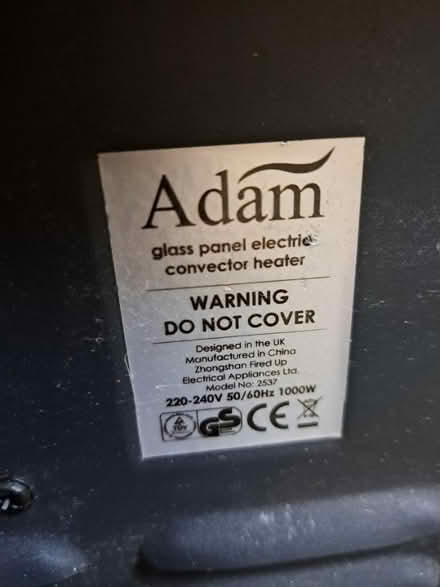 Adam
glass panel electric
convector heater
WARNING
DO NOT COVER
Designed in the UK
Manufactured in China
Zhongshan Fired Up
Electrical Appliances Ltd.
Model No: 2537
220-240V 50/60Hz 1000W
TÜV GS CE